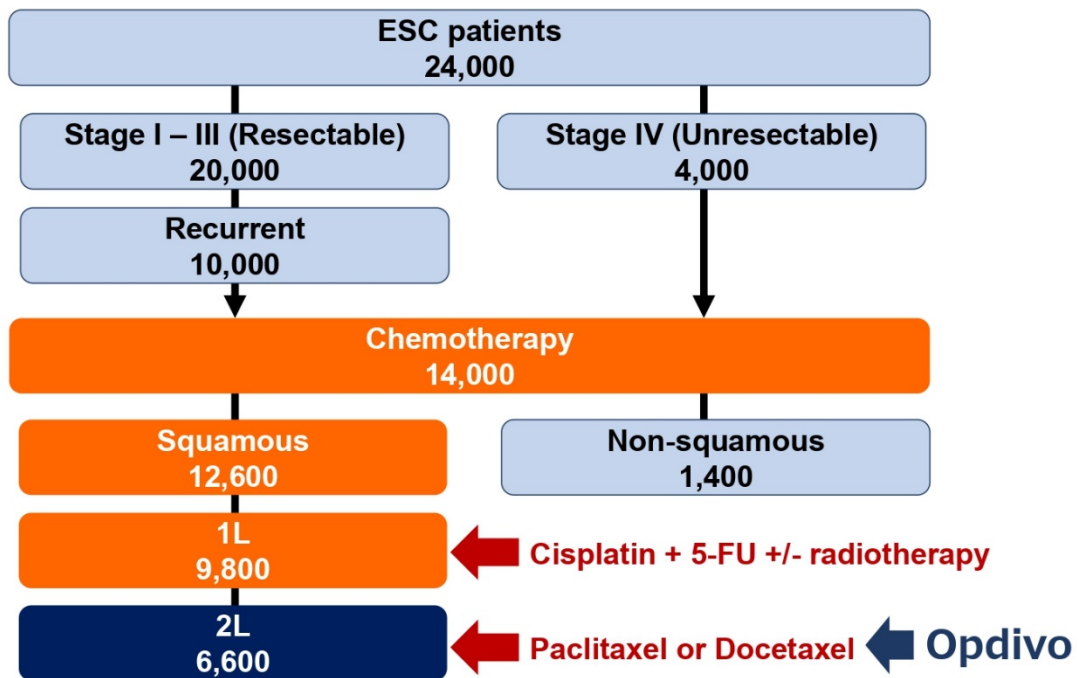 ESC patients
24,000
Stage I – III (Resectable)
20,000
Stage IV (Unresectable)
4,000
Recurrent
10,000
Chemotherapy
14,000
Squamous
12,600
Non-squamous
1,400
1L
9,800
Cisplatin + 5-FU +/- radiotherapy
2L
6,600
Paclitaxel or Docetaxel
Opdivo